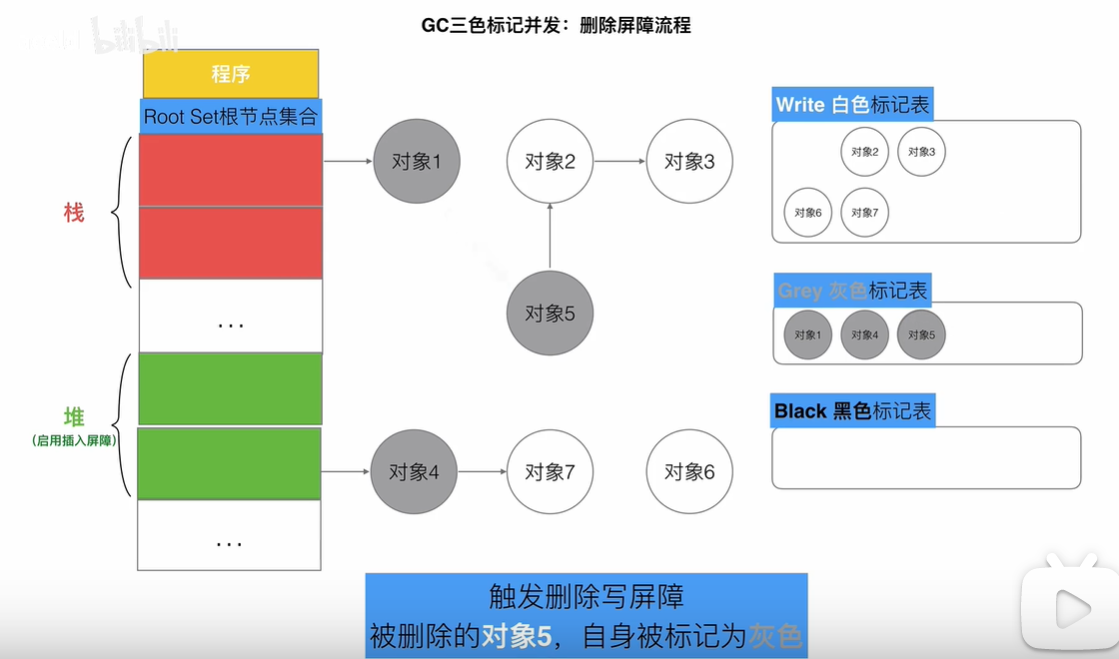 GC三色标记并发：删除屏障流程
bilibili
程序
Root Set根节点集合
栈
...
堆
(启用插入屏障)
...
对象1
对象2
对象3
对象5
对象4
对象7
对象6
Write 白色标记表
对象2
对象3
对象6
对象7
Grey 灰色标记表
对象1
对象4
对象5
Black 黑色标记表
触发删除写屏障
被删除的对象5，自身被标记为灰色